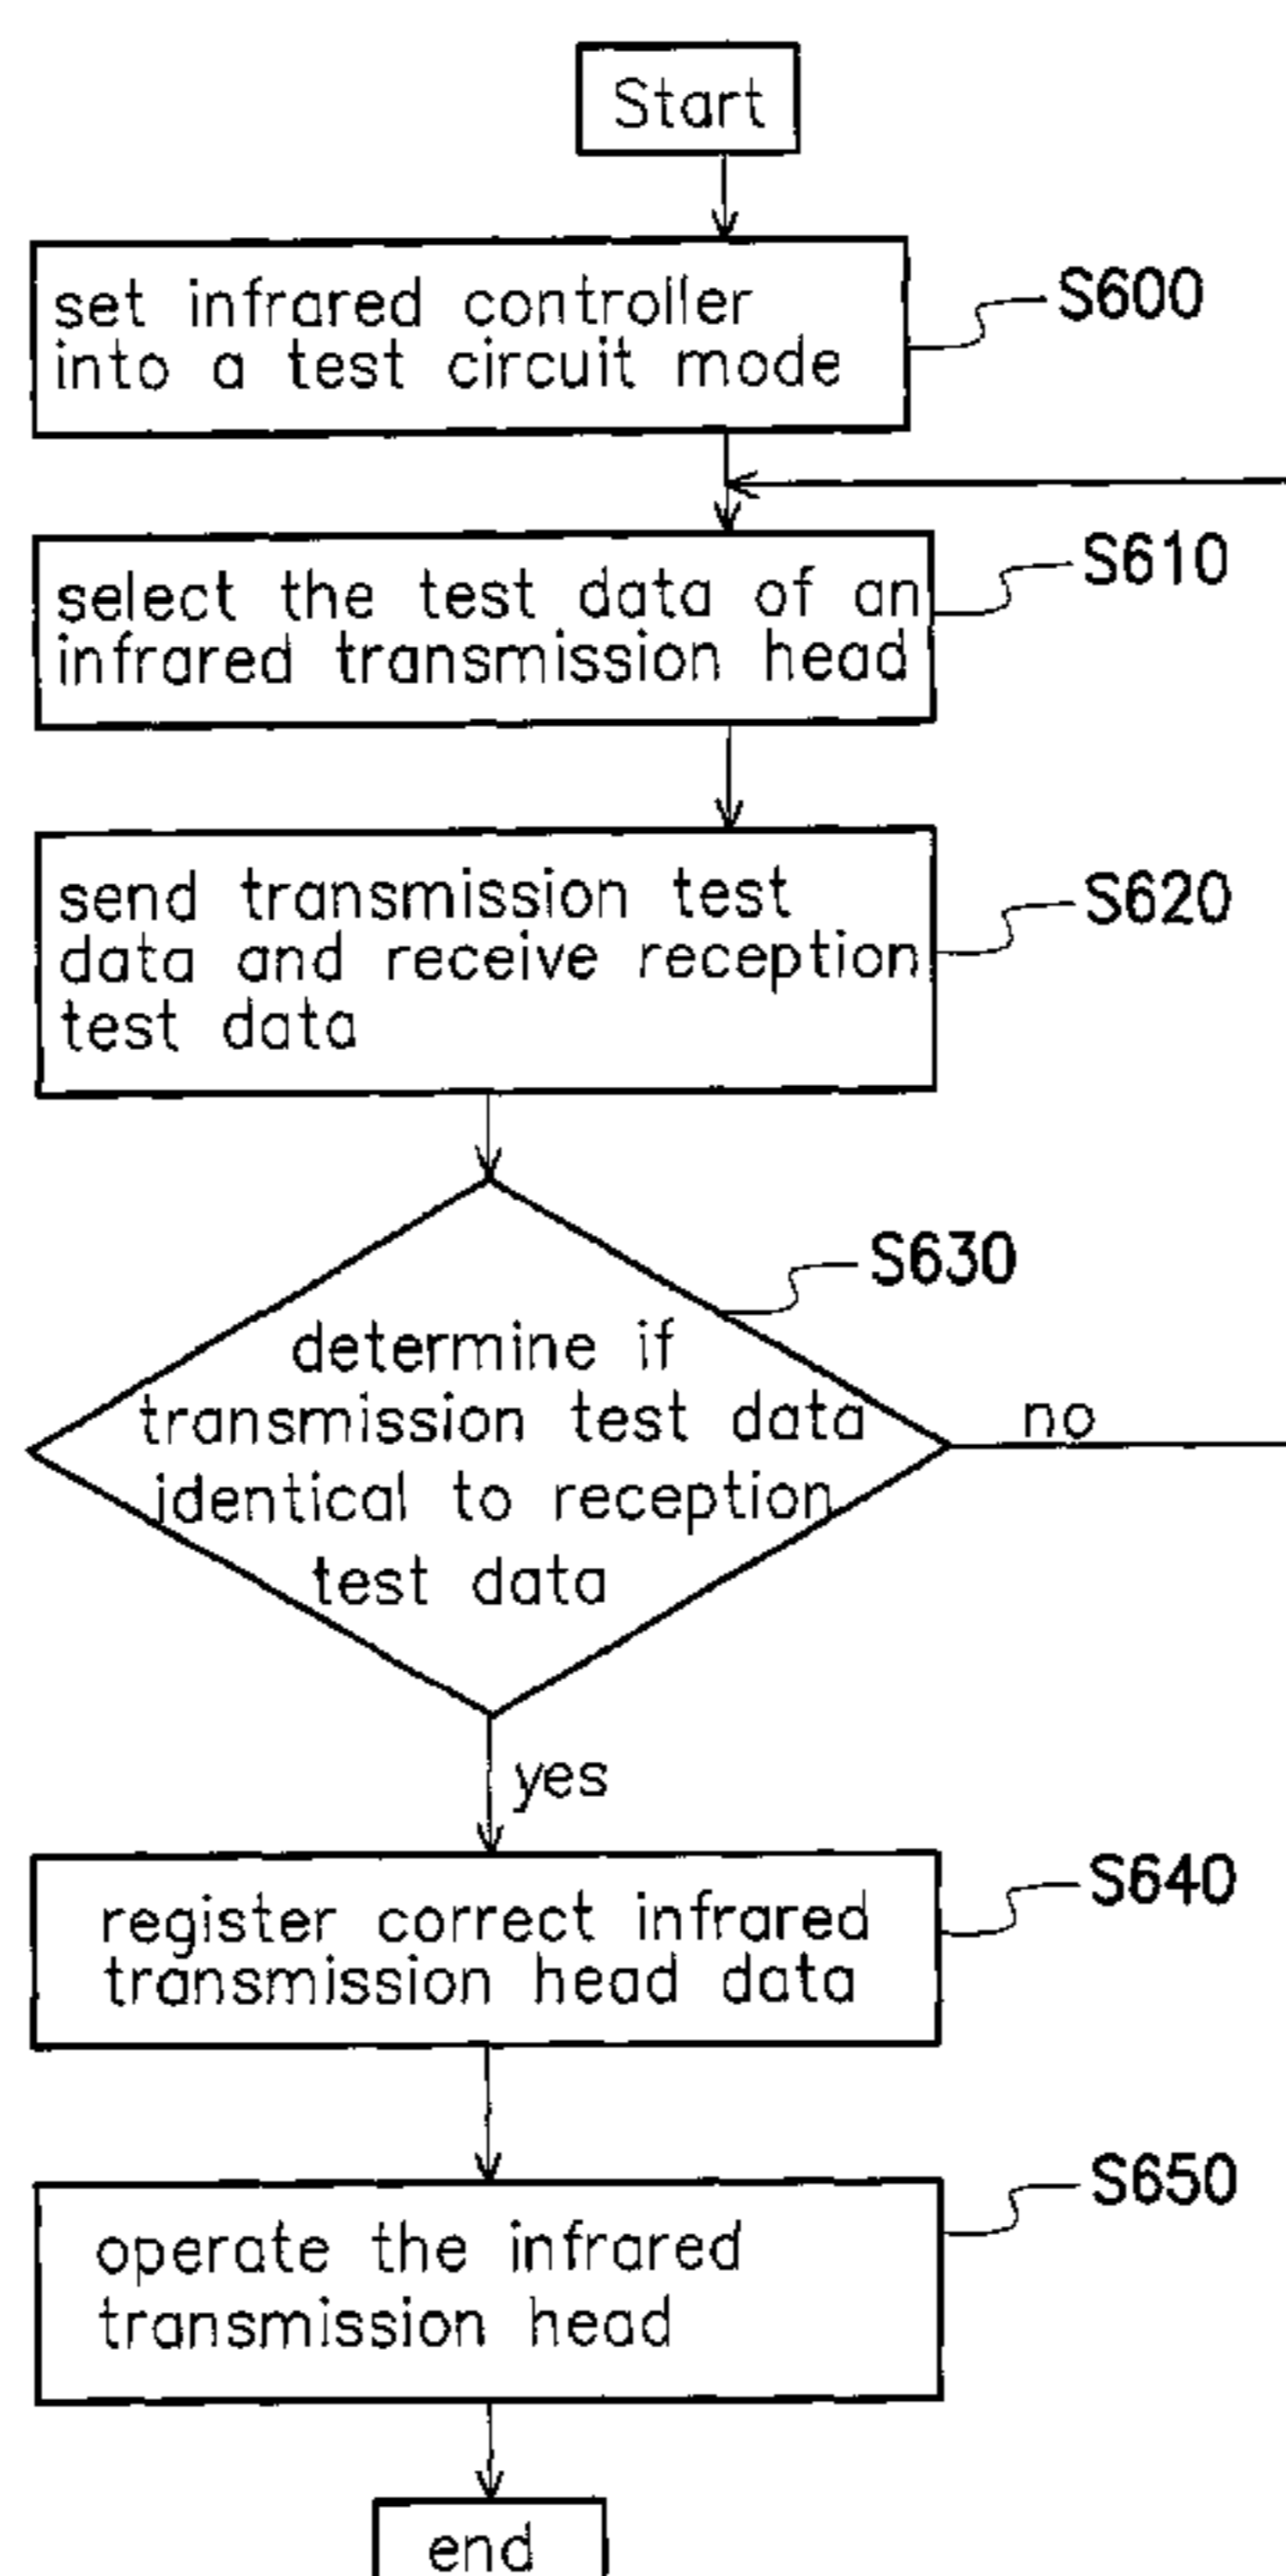 Start
set infrared controller
into a test circuit mode
S600
select the test data of an
infrared transmission head
S610
send transmission test
data and receive reception
test data
S620
determine if
transmission test data
identical to reception
test data
S630
no
yes
register correct infrared
transmission head data
S640
operate the infrared
transmission head
S650
end